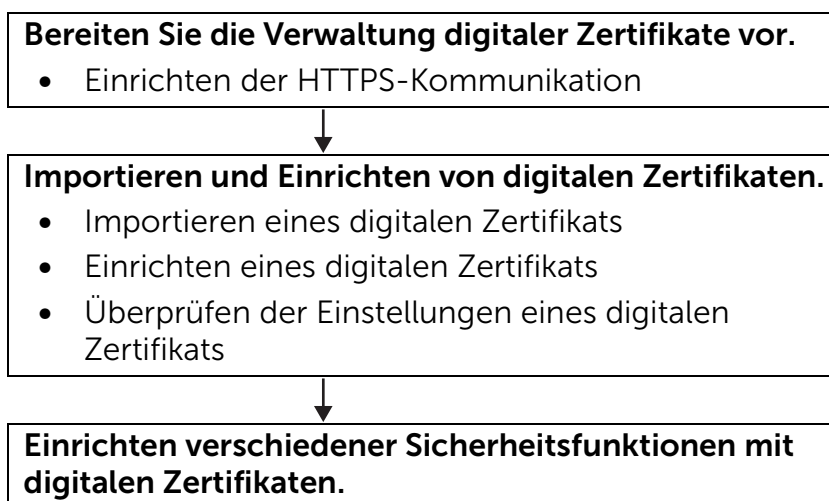 Bereiten Sie die Verwaltung digitaler Zertifikate vor.
• Einrichten der HTTPS-Kommunikation
Importieren und Einrichten von digitalen Zertifikaten.
• Importieren eines digitalen Zertifikats
• Einrichten eines digitalen Zertifikats
• Überprüfen der Einstellungen eines digitalen
Zertifikats
Einrichten verschiedener Sicherheitsfunktionen mit
digitalen Zertifikaten.